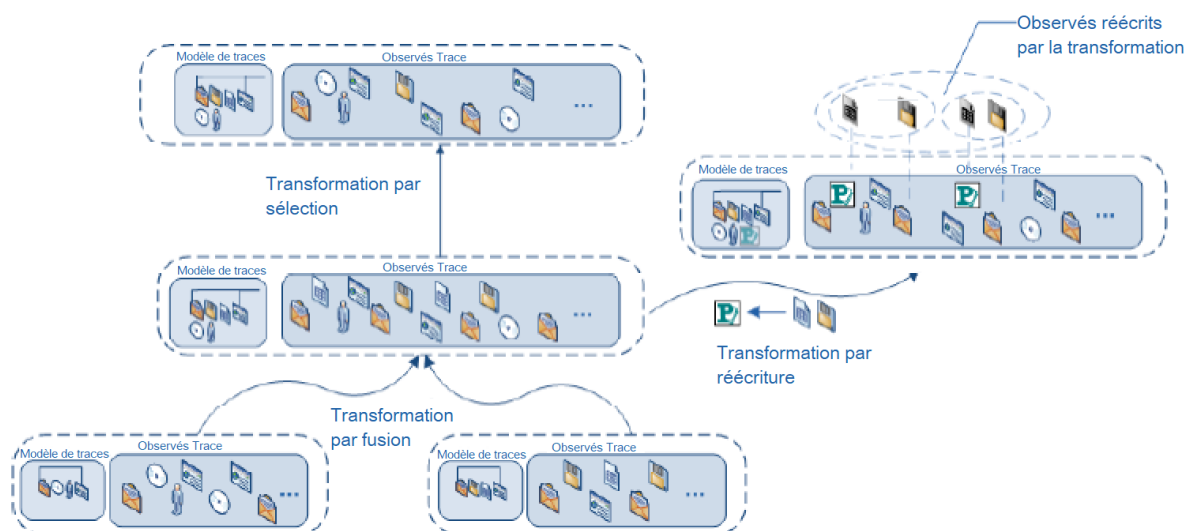 Observés réécrits
par la transformation
Modèle de traces
Observés Trace
...
Transformation par
sélection
Observés Trace
Modèle de traces
P
P
...
Modèle de traces
Observés Trace
...
P
Transformation par
réécriture
Transformation
par fusion
Modèle de traces
Observés Trace
...
Modèle de traces
Observés Trace
...